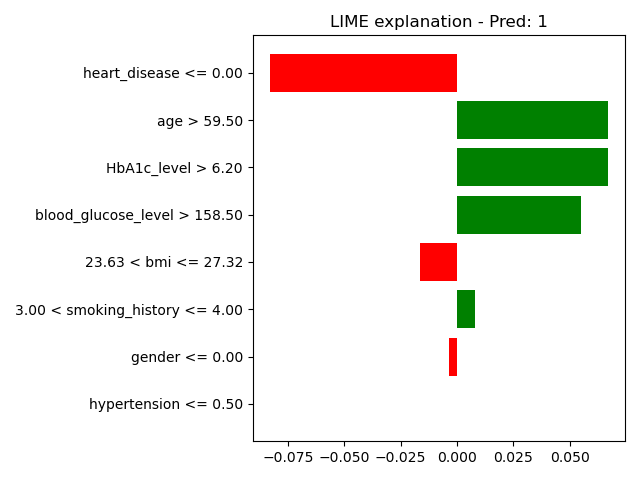 LIME explanation - Pred: 1
heart_disease <= 0.00
age > 59.50
HbA1c_level > 6.20
blood_glucose_level > 158.50
23.63 < bmi <= 27.32
3.00 < smoking_history <= 4.00
gender <= 0.00
hypertension <= 0.50
−0.075 −0.050 −0.025 0.000 0.025 0.050